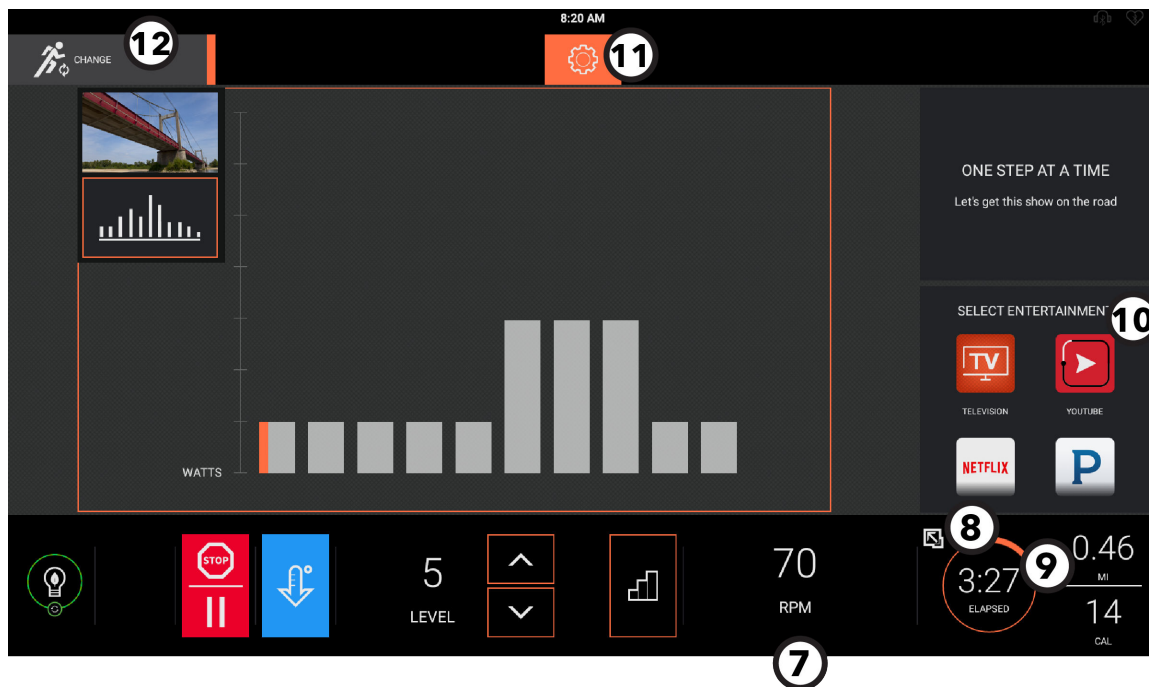 8:20 AM
12
CHANGE
11
ONE STEP AT A TIME
Let's get this show on the road
SELECT ENTERTAINMENT
10
TV
TELEVISION
YOUTUBE
NETFLIX
P
WATTS
STOP
5
LEVEL
70
RPM
7
8
3:27
ELAPSED
9
0.46
MI
14
CAL